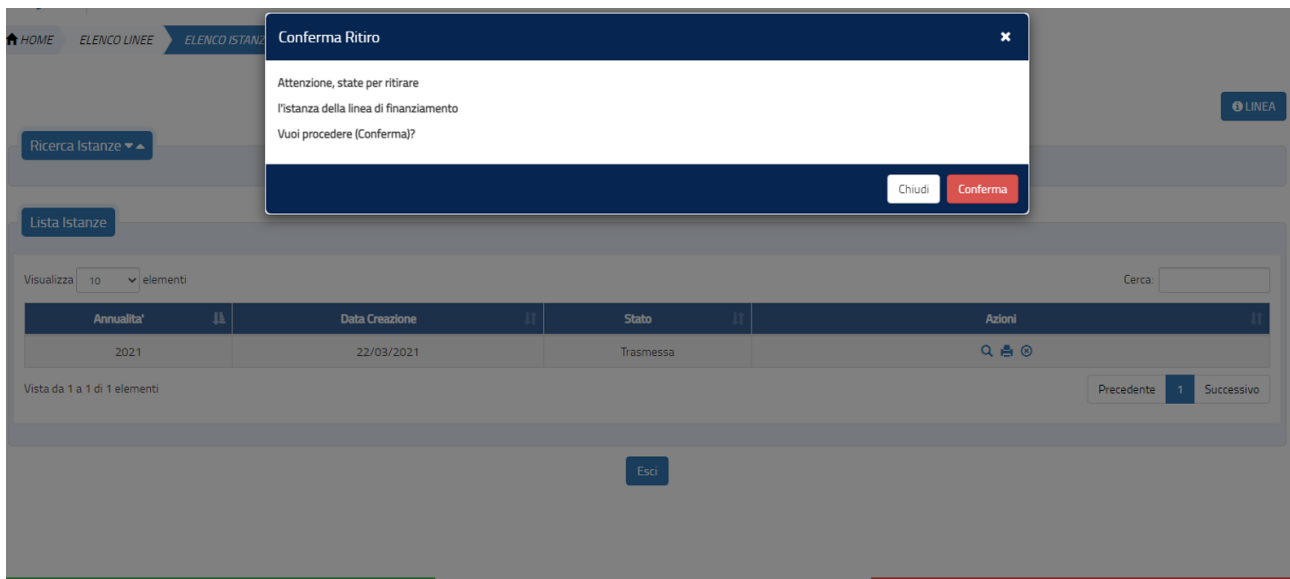 HOME ELENCO LINEE ELENCO ISTANZ
Conferma Ritiro
Attenzione, state per ritirare
l'istanza della linea di finanziamento
Vuoi procedere (Conferma)?
Chiudi Conferma
LINEA
Ricerca Istanze
Lista Istanze
Visualizza 10 elementi Cerca:
Annualita' Data Creazione Stato Azioni
2021 22/03/2021 Trasmessa
Vista da 1 a 1 di 1 elementi Precedente 1 Successivo
Esci